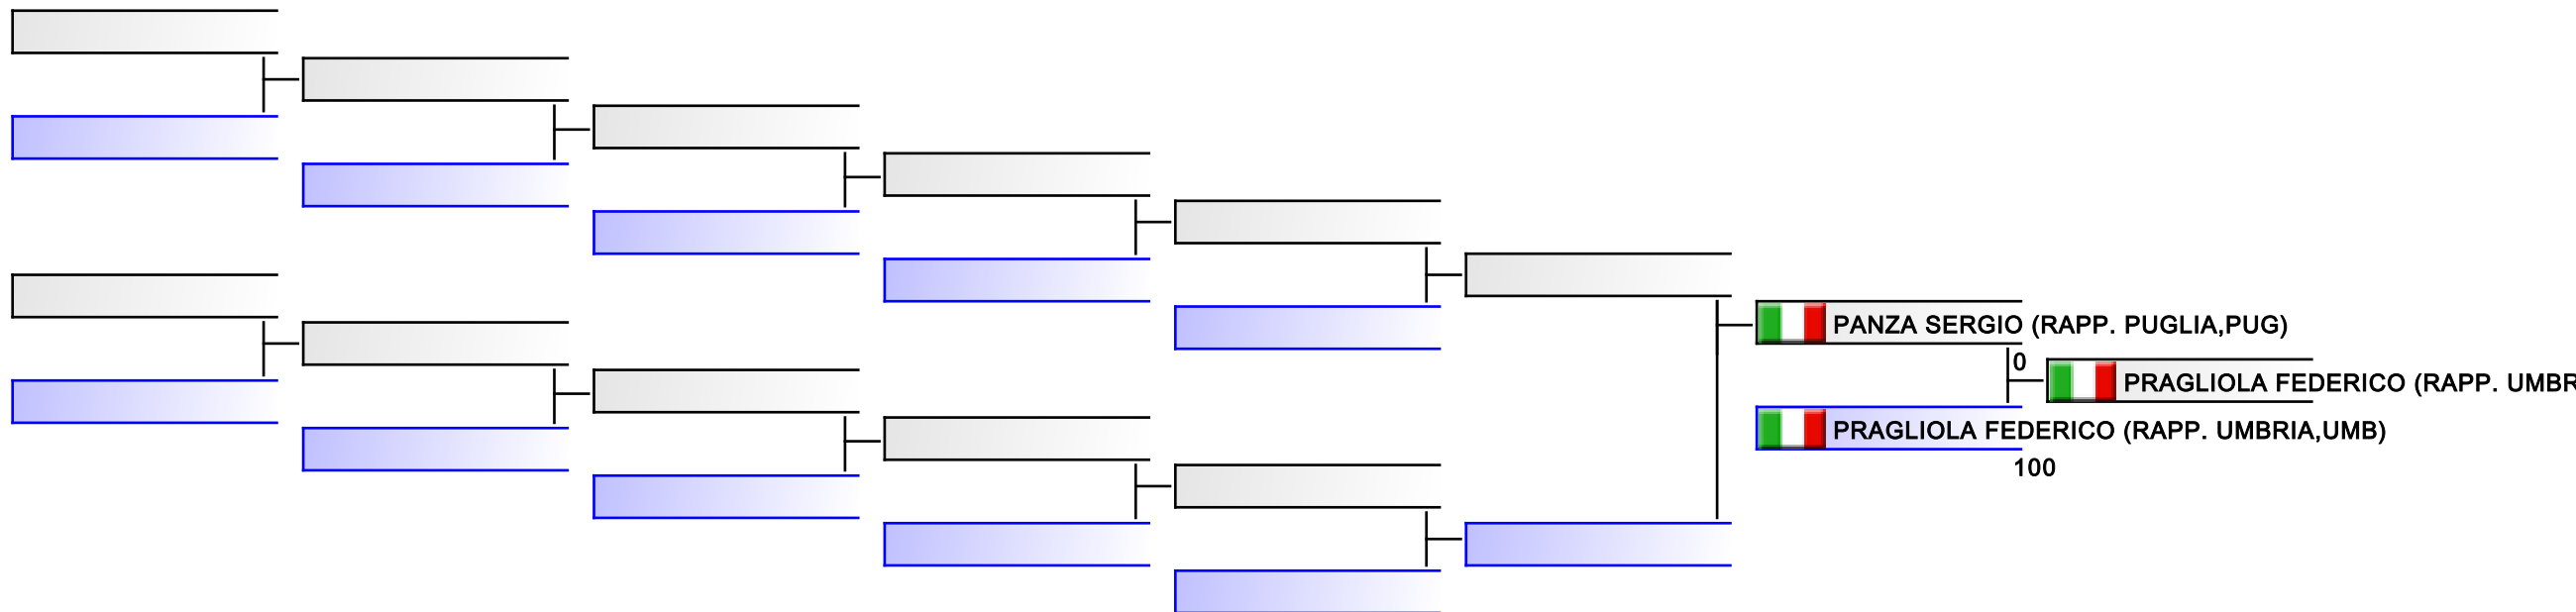 PANZA SERGIO (RAPP. PUGLIA,PUG)
0
PRAGLIOLA FEDERICO (RAPP. UMBR
PRAGLIOLA FEDERICO (RAPP. UMBRIA,UMB)
100